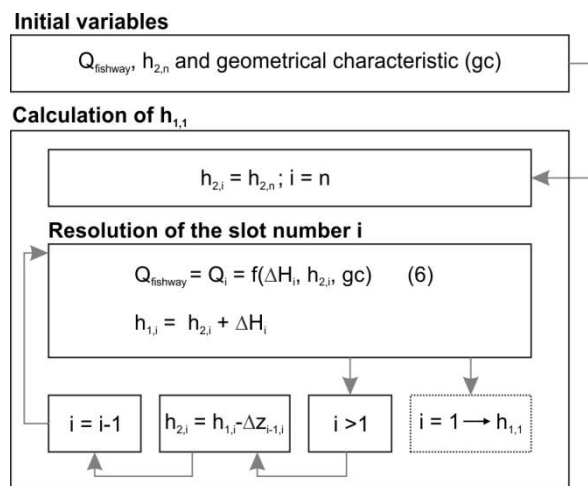 Initial variables
Q_fishway, h_2,n and geometrical characteristic (gc)
Calculation of h_1,1
h_2,i = h_2,n ; i = n
Resolution of the slot number i
Q_fishway = Q_i = f(ΔH_i, h_2,i, gc) (6)
h_1,i = h_2,i + ΔH_i
i = i-1
h_2,i = h_1,i-Δz_i-1,i
i >1
i = 1 → h_1,1